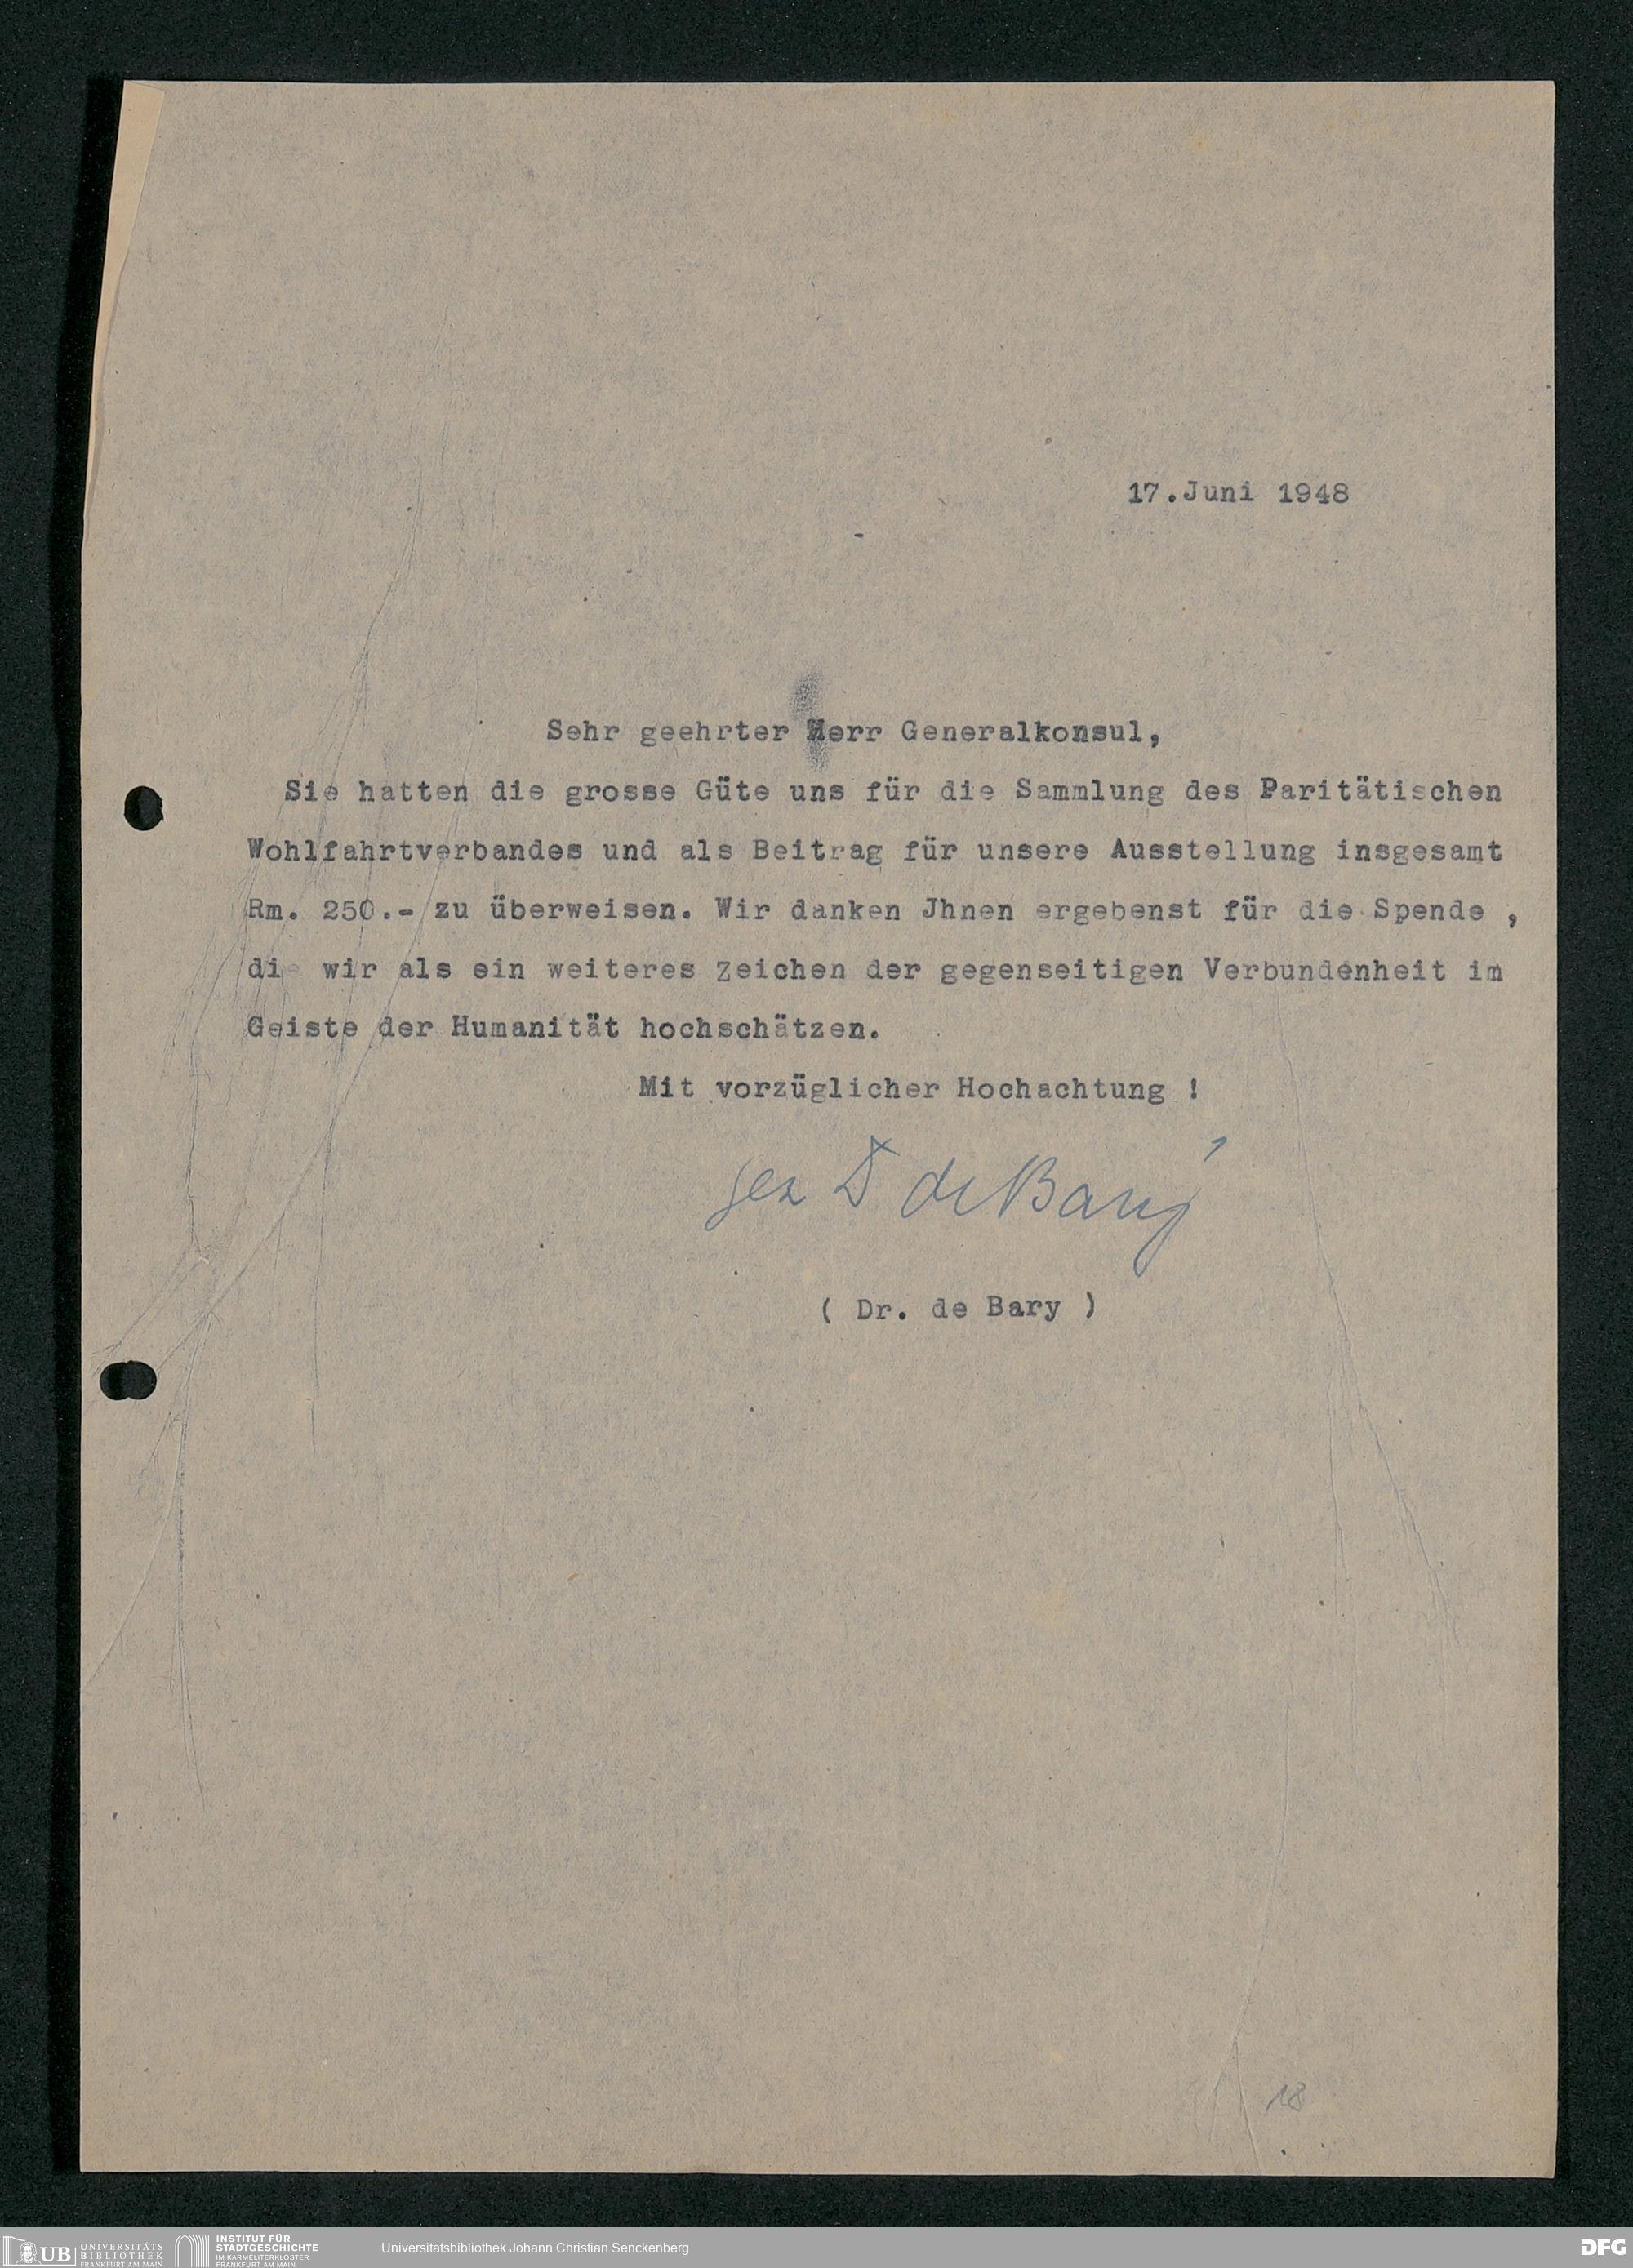 17.Juni 1948
Sehr geehrter Herr Generalkonsul,
Sie hatten die grosse Güte uns für die Sammlung des Paritätischen
Wohlfahrtverbandes und als Beitrag für unsere Ausstellung insgesamt
Rm. 250.- zu überweisen. Wir danken Jhnen ergebenst für die Spende ,
die wir als ein weiteres Zeichen der gegenseitigen Verbundenheit im
Geiste der Humanität hochschätzen.
Mit vorzüglicher Hochachtung !
gez Dr de Bary
( Dr. de Bary )
18
UB UNIVERSITÄTS
BIBLIOTHEK
FRANKFURT AM MAIN
INSTITUT FÜR
STADTGESCHICHTE
IM KARMELITERKLOSTER
FRANKFURT AM MAIN
Universitätsbibliothek Johann Christian Senckenberg
DFG